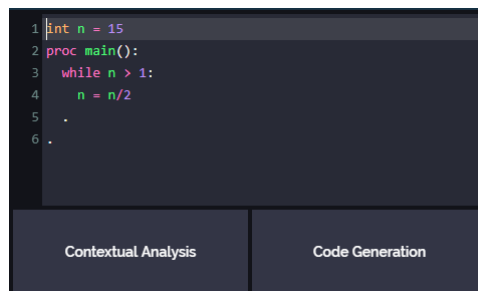 1 int n = 15
2 proc main():
3   while n > 1:
4     n = n/2
5   .
6 .
Contextual Analysis
Code Generation